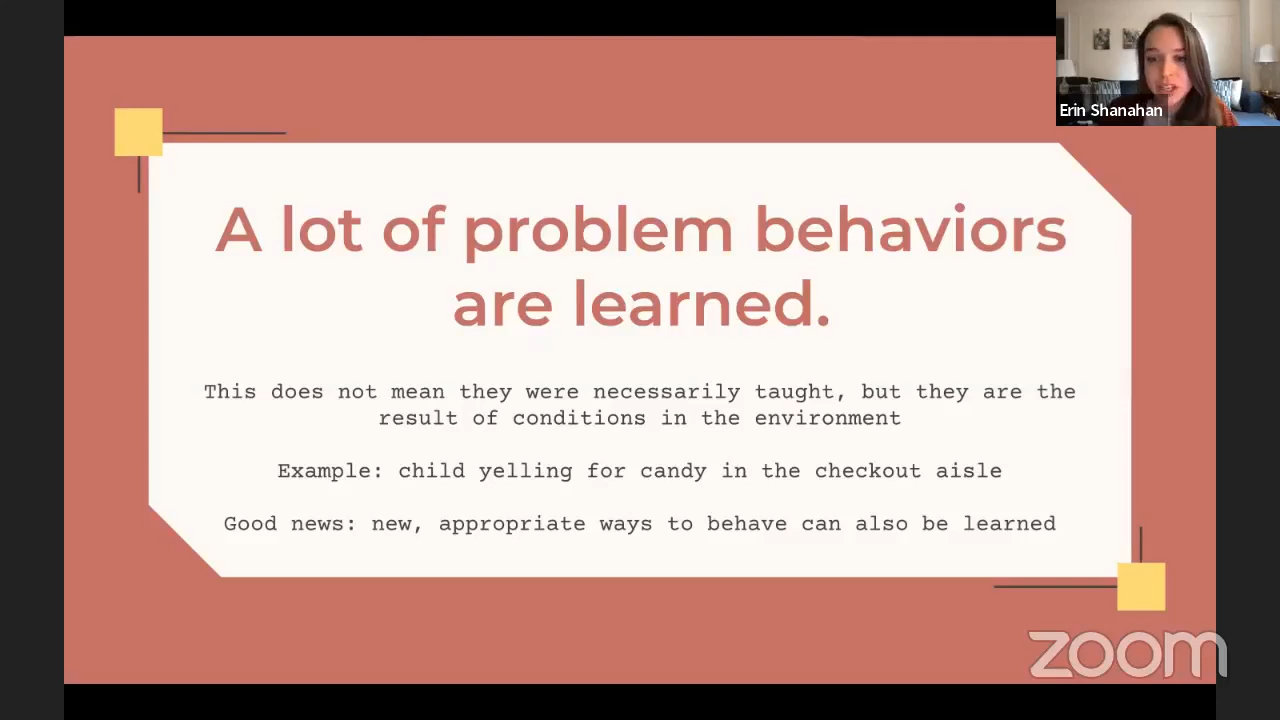 Erin Shanahan
A lot of problem behaviors
are learned.
This does not mean they were necessarily taught, but they are the
result of conditions in the environment
Example: child yelling for candy in the checkout aisle
Good news: new, appropriate ways to behave can also be learned
zoom